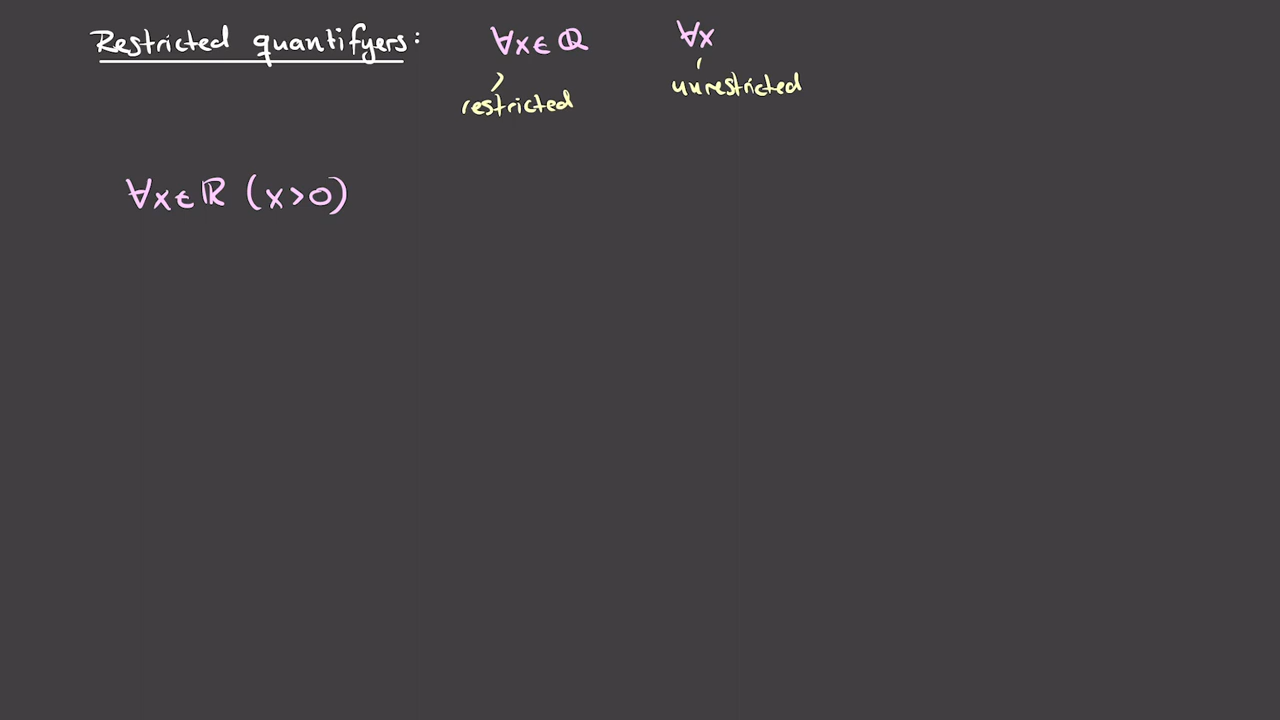 Restricted quantifyers: ∀x∈ℚ ∀x
restricted unrestricted
∀x∈ℝ (x>0)